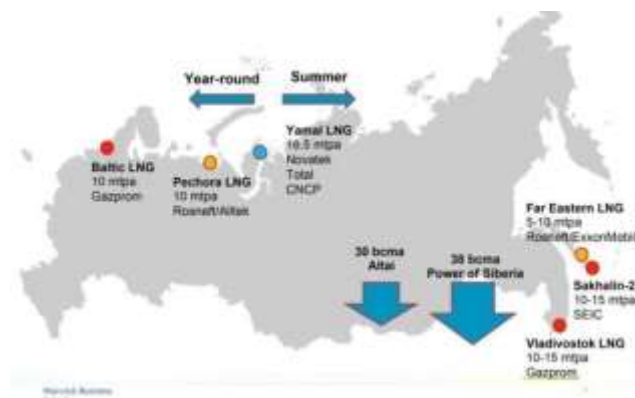 Year-round
Summer
Baltic LNG
10 mtpa
Gazprom
Pechora LNG
10 mtpa
Rosneft/Alltek
Yamal LNG
16.5 mtpa
Novatek
Total
CNCP
30 bcma
Altai
38 bcma
Power of Siberia
Far Eastern LNG
5-10 mtpa
Rosneft/ExxonMobil
Sakhalin-2
10-15 mtpa
SEIC
Vladivostok LNG
10-15 mtpa
Gazprom